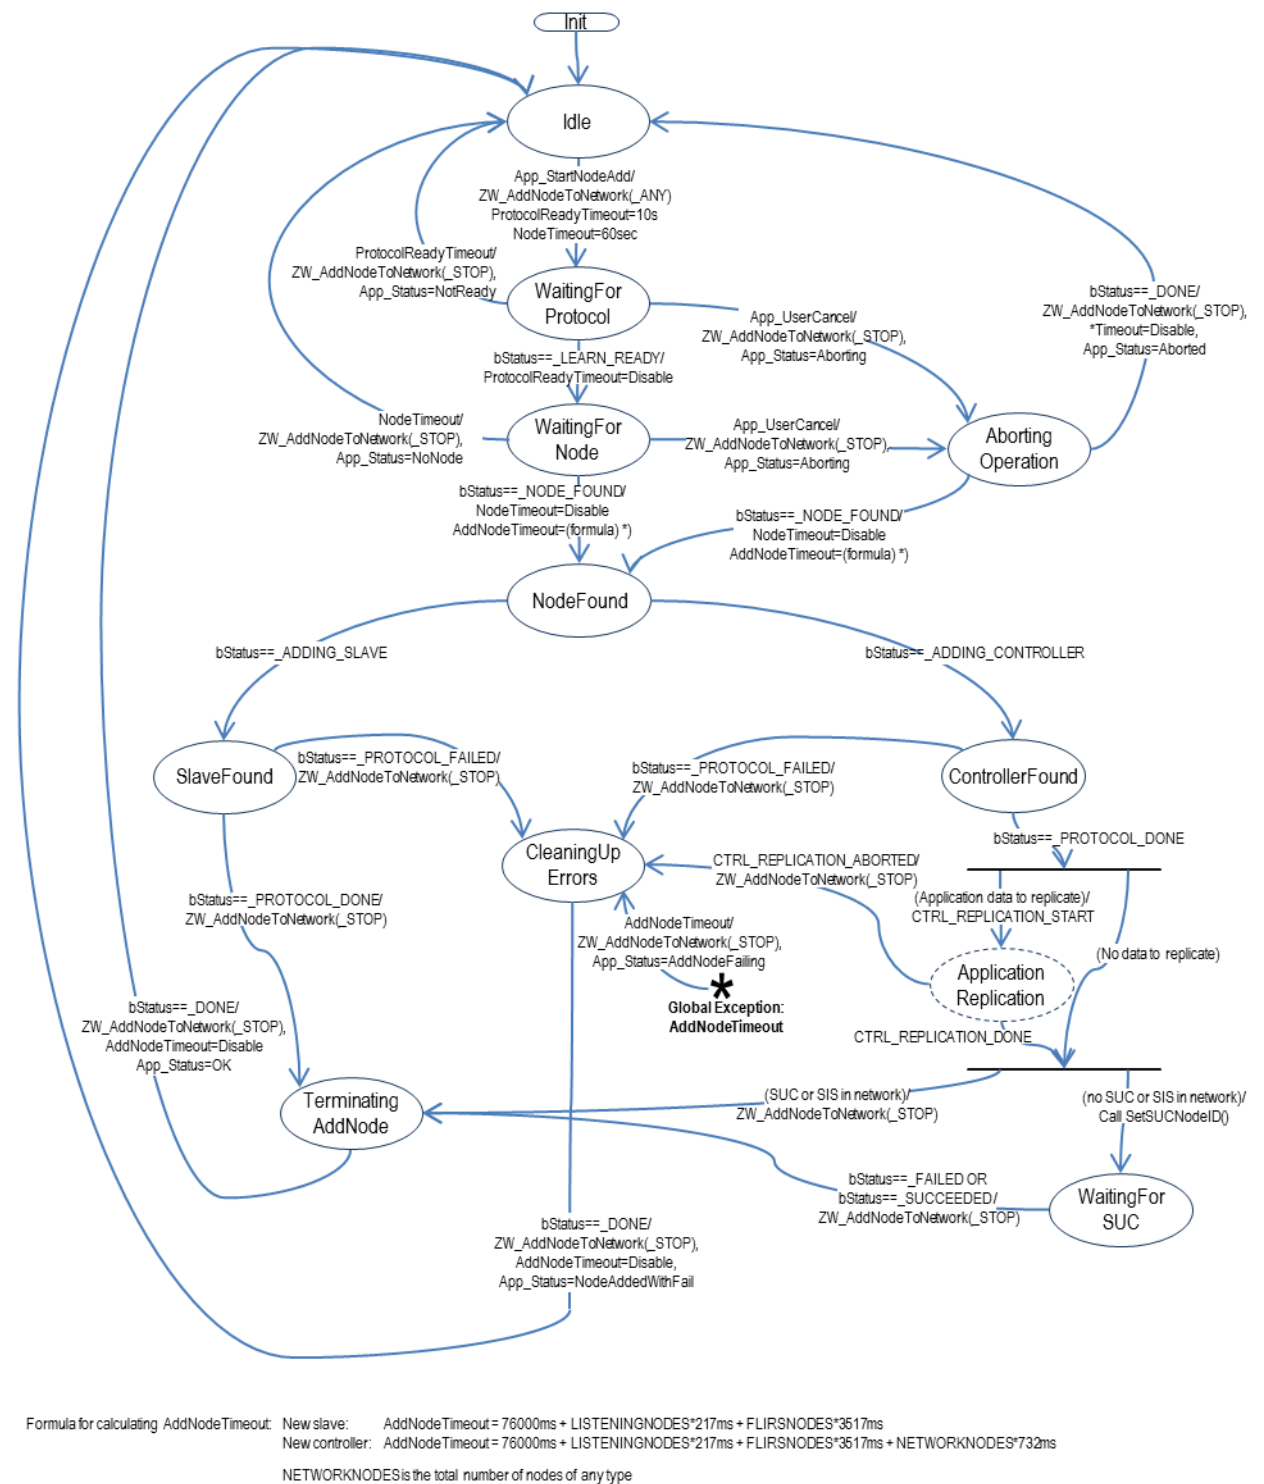 Init
Idle
App_StartNodeAdd/
ZW_AddNodeToNetwork(_ANY)
ProtocolReadyTimeout=10s
NodeTimeout=60sec
ProtocolReadyTimeout/
ZW_AddNodeToNetwork(_STOP),
App_Status=NotReady
WaitingFor
Protocol
App_UserCancel/
ZW_AddNodeToNetwork(_STOP),
App_Status=Aborting
bStatus==_DONE/
ZW_AddNodeToNetwork(_STOP),
*Timeout=Disable,
App_Status=Aborted
bStatus==_LEARN_READY/
ProtocolReadyTimeout=Disable
NodeTimeout/
ZW_AddNodeToNetwork(_STOP),
App_Status=NoNode
WaitingFor
Node
App_UserCancel/
ZW_AddNodeToNetwork(_STOP),
App_Status=Aborting
Aborting
Operation
bStatus==_NODE_FOUND/
NodeTimeout=Disable
AddNodeTimeout=(formula) *)
bStatus==_NODE_FOUND/
NodeTimeout=Disable
AddNodeTimeout=(formula) *)
NodeFound
bStatus==_ADDING_SLAVE
bStatus==_ADDING_CONTROLLER
SlaveFound
bStatus==_PROTOCOL_FAILED/
ZW_AddNodeToNetwork(_STOP)
bStatus==_PROTOCOL_FAILED/
ZW_AddNodeToNetwork(_STOP)
ControllerFound
bStatus==_PROTOCOL_DONE
CleaningUp
Errors
CTRL_REPLICATION_ABORTED/
ZW_AddNodeToNetwork(_STOP)
(Application data to replicate)/
CTRL_REPLICATION_START
bStatus==_PROTOCOL_DONE/
ZW_AddNodeToNetwork(_STOP)
AddNodeTimeout/
ZW_AddNodeToNetwork(_STOP),
App_Status=AddNodeFailing
*
Global Exception:
AddNodeTimeout
Application
Replication
(No data to replicate)
CTRL_REPLICATION_DONE
bStatus==_DONE/
ZW_AddNodeToNetwork(_STOP),
AddNodeTimeout=Disable
App_Status=OK
Terminating
AddNode
(SUC or SIS in network)/
ZW_AddNodeToNetwork(_STOP)
(no SUC or SIS in network)/
Call SetSUCNodeID()
bStatus==_FAILED OR
bStatus==_SUCCEEDED/
ZW_AddNodeToNetwork(_STOP)
WaitingFor
SUC
bStatus==_DONE/
ZW_AddNodeToNetwork(_STOP),
AddNodeTimeout=Disable,
App_Status=NodeAddedWithFail
Formula for calculating AddNodeTimeout: New slave: AddNodeTimeout = 76000ms + LISTENINGNODES*217ms + FLIRSNODES*3517ms
New controller: AddNodeTimeout = 76000ms + LISTENINGNODES*217ms + FLIRSNODES*3517ms + NETWORKNODES*732ms
NETWORKNODES is the total number of nodes of any type